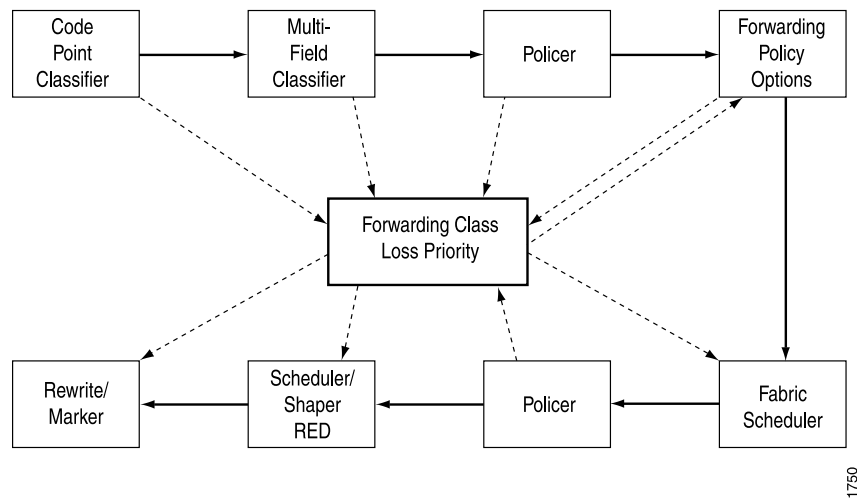 Code
Point
Classifier
Multi-
Field
Classifier
Policer
Forwarding
Policy
Options
Forwarding Class
Loss Priority
Rewrite/
Marker
Scheduler/
Shaper
RED
Policer
Fabric
Scheduler
1750